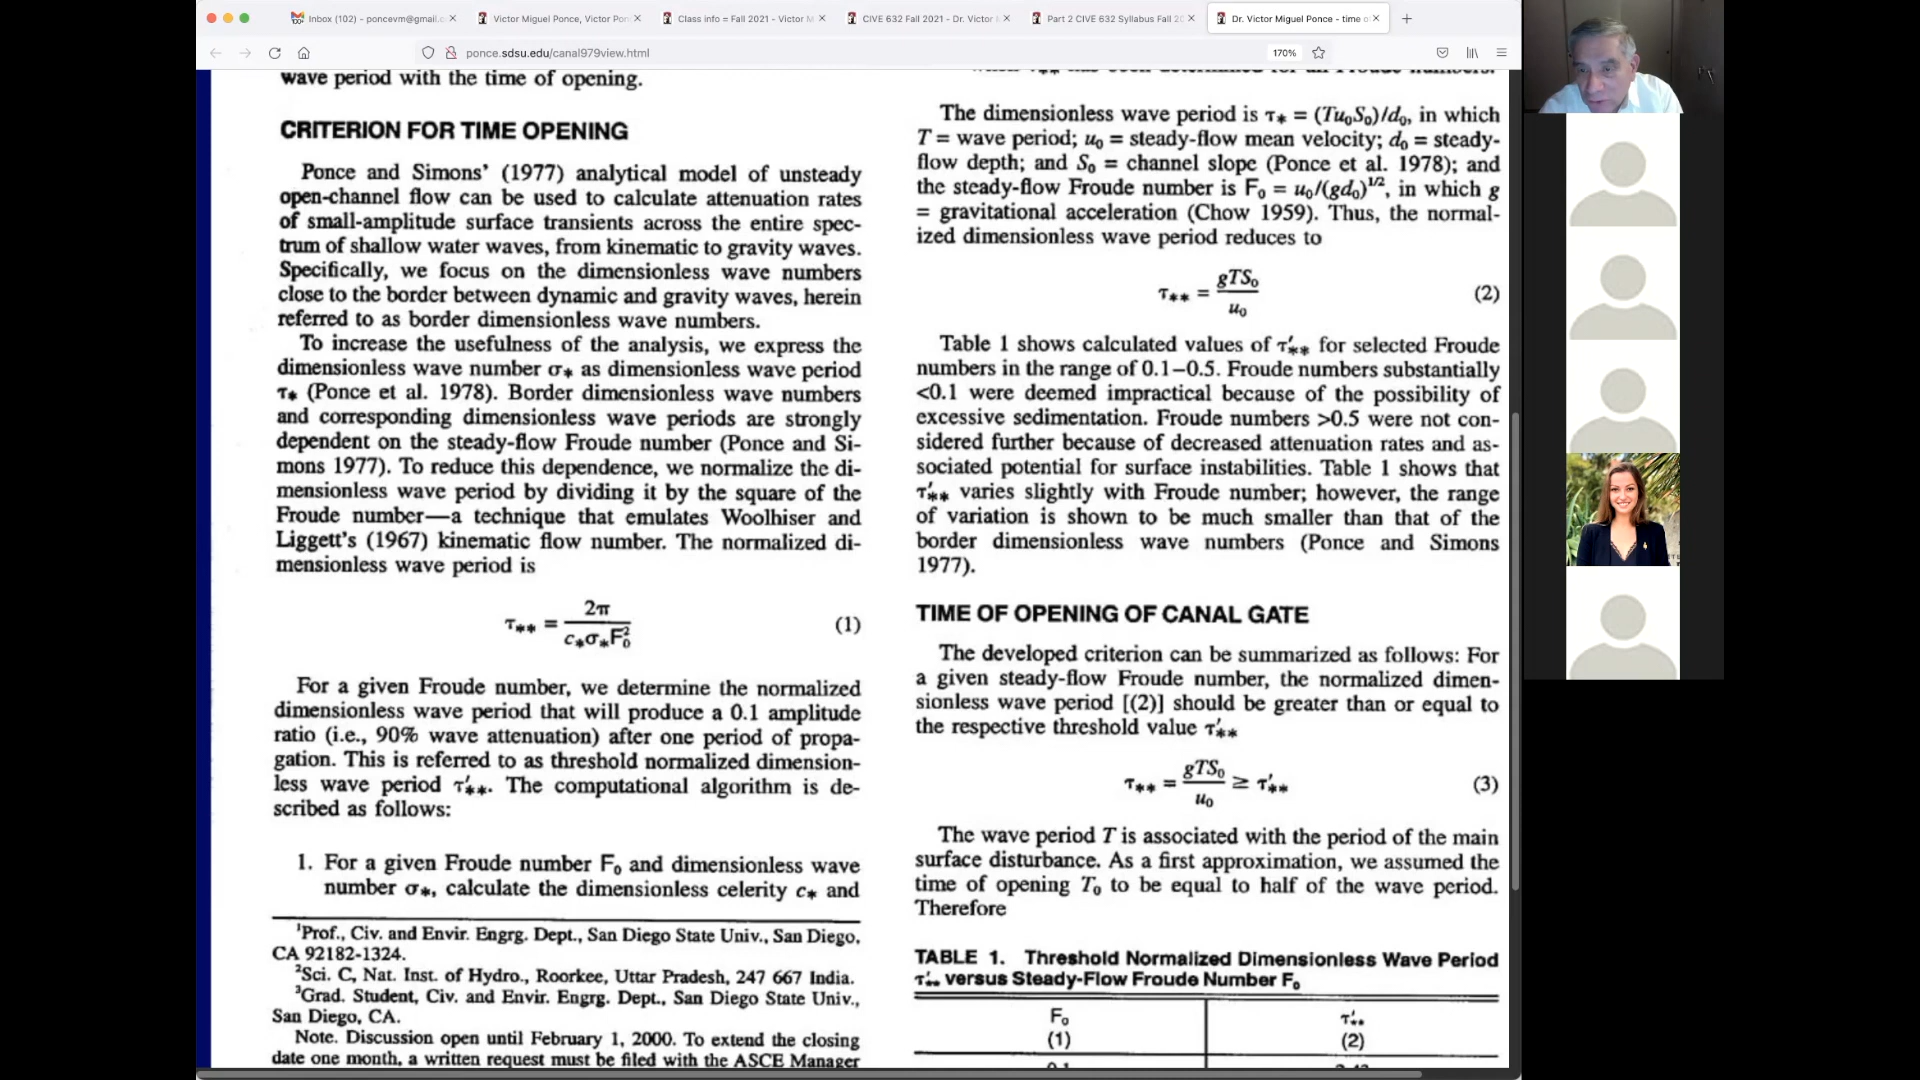 Inbox (102) - poncevm@gmail.c
Victor Miguel Ponce, Victor Pon
Class info = Fall 2021 - Victor M
CIVE 632 Fall 2021 - Dr. Victor
Part 2 CIVE 632 Syllabus Fall 20
Dr. Victor Miguel Ponce - time o
ponce.sdsu.edu/canal979view.html
170%
wave period with the time of opening.
CRITERION FOR TIME OPENING
Ponce and Simons’ (1977) analytical model of unsteady
open-channel flow can be used to calculate attenuation rates
of small-amplitude surface transients across the entire spec-
trum of shallow water waves, from kinematic to gravity waves.
Specifically, we focus on the dimensionless wave numbers
close to the border between dynamic and gravity waves, herein
referred to as border dimensionless wave numbers.
To increase the usefulness of the analysis, we express the
dimensionless wave number σ* as dimensionless wave period
τ* (Ponce et al. 1978). Border dimensionless wave numbers
and corresponding dimensionless wave periods are strongly
dependent on the steady-flow Froude number (Ponce and Si-
mons 1977). To reduce this dependence, we normalize the di-
mensionless wave period by dividing it by the square of the
Froude number—a technique that emulates Woolhiser and
Liggett's (1967) kinematic flow number. The normalized di-
mensionless wave period is
τ** = 2π / (c*σ*F₀²) (1)
For a given Froude number, we determine the normalized
dimensionless wave period that will produce a 0.1 amplitude
ratio (i.e., 90% wave attenuation) after one period of propa-
gation. This is referred to as threshold normalized dimension-
less wave period τ'**. The computational algorithm is de-
scribed as follows:
1. For a given Froude number F₀ and dimensionless wave
number σ*, calculate the dimensionless celerity c* and
¹Prof., Civ. and Envir. Engrg. Dept., San Diego State Univ., San Diego,
CA 92182-1324.
²Sci. C, Nat. Inst. of Hydro., Roorkee, Uttar Pradesh, 247 667 India.
³Grad. Student, Civ. and Envir. Engrg. Dept., San Diego State Univ.,
San Diego, CA.
Note. Discussion open until February 1, 2000. To extend the closing
date one month, a written request must be filed with the ASCE Manager
The dimensionless wave period is τ* = (Tu₀S₀)/d₀, in which
T = wave period; u₀ = steady-flow mean velocity; d₀ = steady-
flow depth; and S₀ = channel slope (Ponce et al. 1978); and
the steady-flow Froude number is F₀ = u₀/(gd₀)^1/2, in which g
= gravitational acceleration (Chow 1959). Thus, the normal-
ized dimensionless wave period reduces to
τ** = gTS₀ / u₀ (2)
Table 1 shows calculated values of τ'** for selected Froude
numbers in the range of 0.1–0.5. Froude numbers substantially
<0.1 were deemed impractical because of the possibility of
excessive sedimentation. Froude numbers >0.5 were not con-
sidered further because of decreased attenuation rates and as-
sociated potential for surface instabilities. Table 1 shows that
τ'** varies slightly with Froude number; however, the range
of variation is shown to be much smaller than that of the
border dimensionless wave numbers (Ponce and Simons
1977).
TIME OF OPENING OF CANAL GATE
The developed criterion can be summarized as follows: For
a given steady-flow Froude number, the normalized dimen-
sionless wave period [(2)] should be greater than or equal to
the respective threshold value τ'**
τ** = gTS₀ / u₀ ≥ τ'** (3)
The wave period T is associated with the period of the main
surface disturbance. As a first approximation, we assumed the
time of opening T₀ to be equal to half of the wave period.
Therefore
TABLE 1. Threshold Normalized Dimensionless Wave Period
τ'** versus Steady-Flow Froude Number F₀
F₀ τ'**
(1) (2)